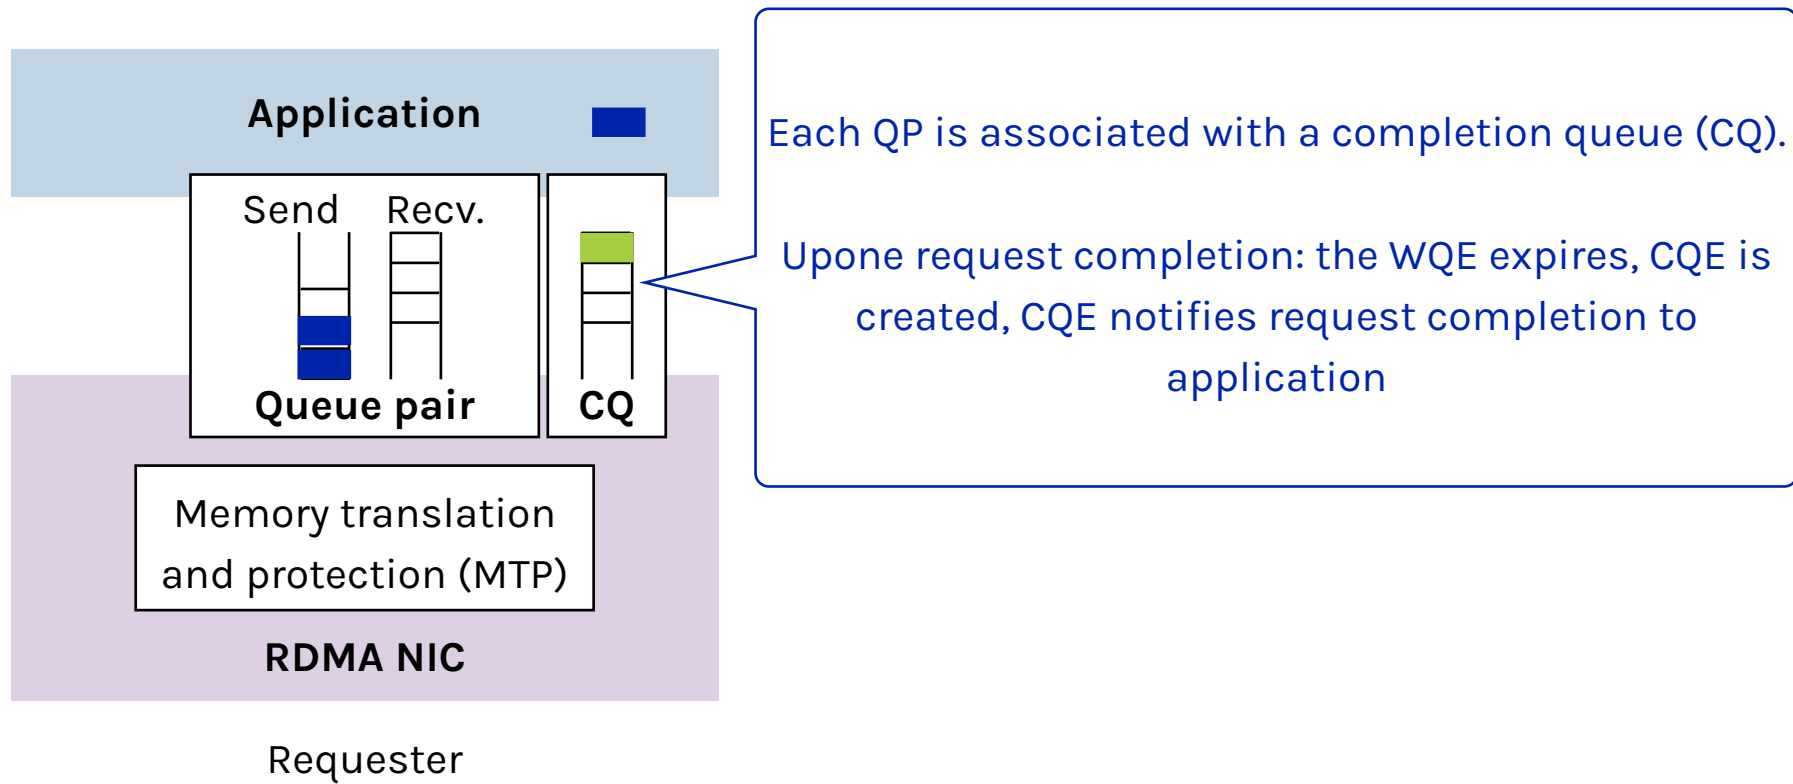 Application
Send Recv.
Queue pair
CQ
Memory translation
and protection (MTP)
RDMA NIC
Requester
Each QP is associated with a completion queue (CQ).
Upone request completion: the WQE expires, CQE is
created, CQE notifies request completion to
application